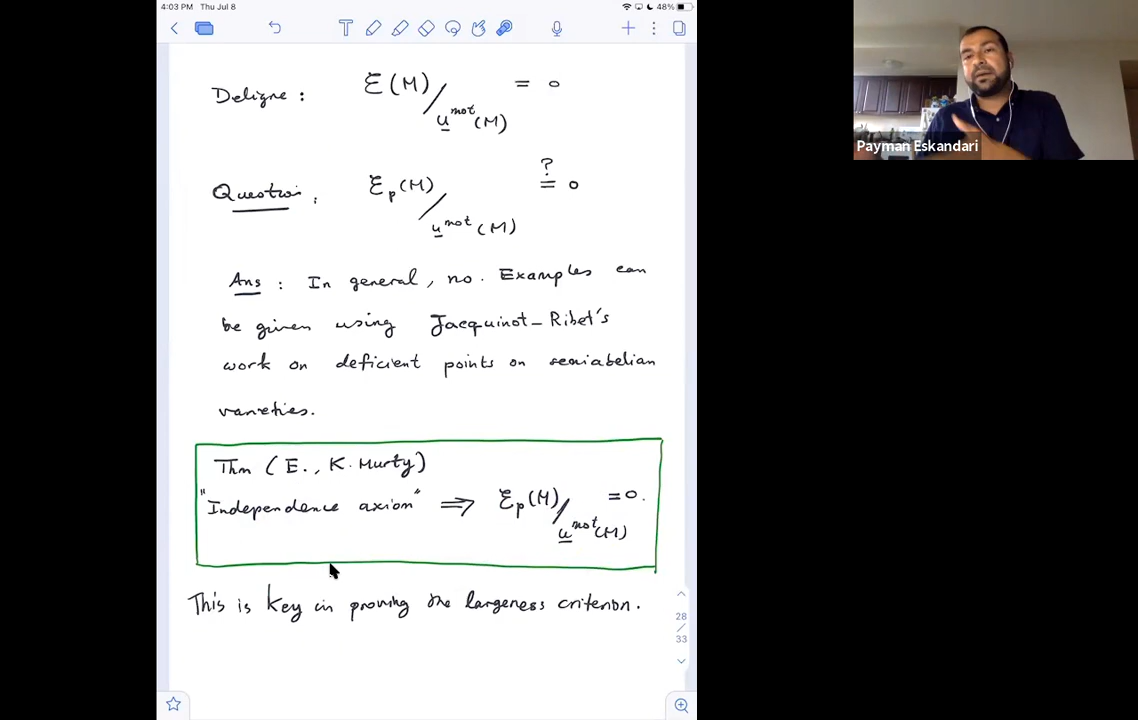 4:03 PM Thu Jul 8
48%
Deligne : Ɛ(M)/u^mot(M) = 0
Payman Eskandari
Question : Ɛp(M)/u^mot(M) ?= 0
Ans : In general, no. Examples can
be given using Jacquinot-Ribet's
work on deficient points on semiabelian
varieties.
Thm (E., K. Murty)
"Independence axiom" ⟹ Ɛp(M)/u^mot(M) = 0.
This is key in proving the largeness criterion.
28
/
33